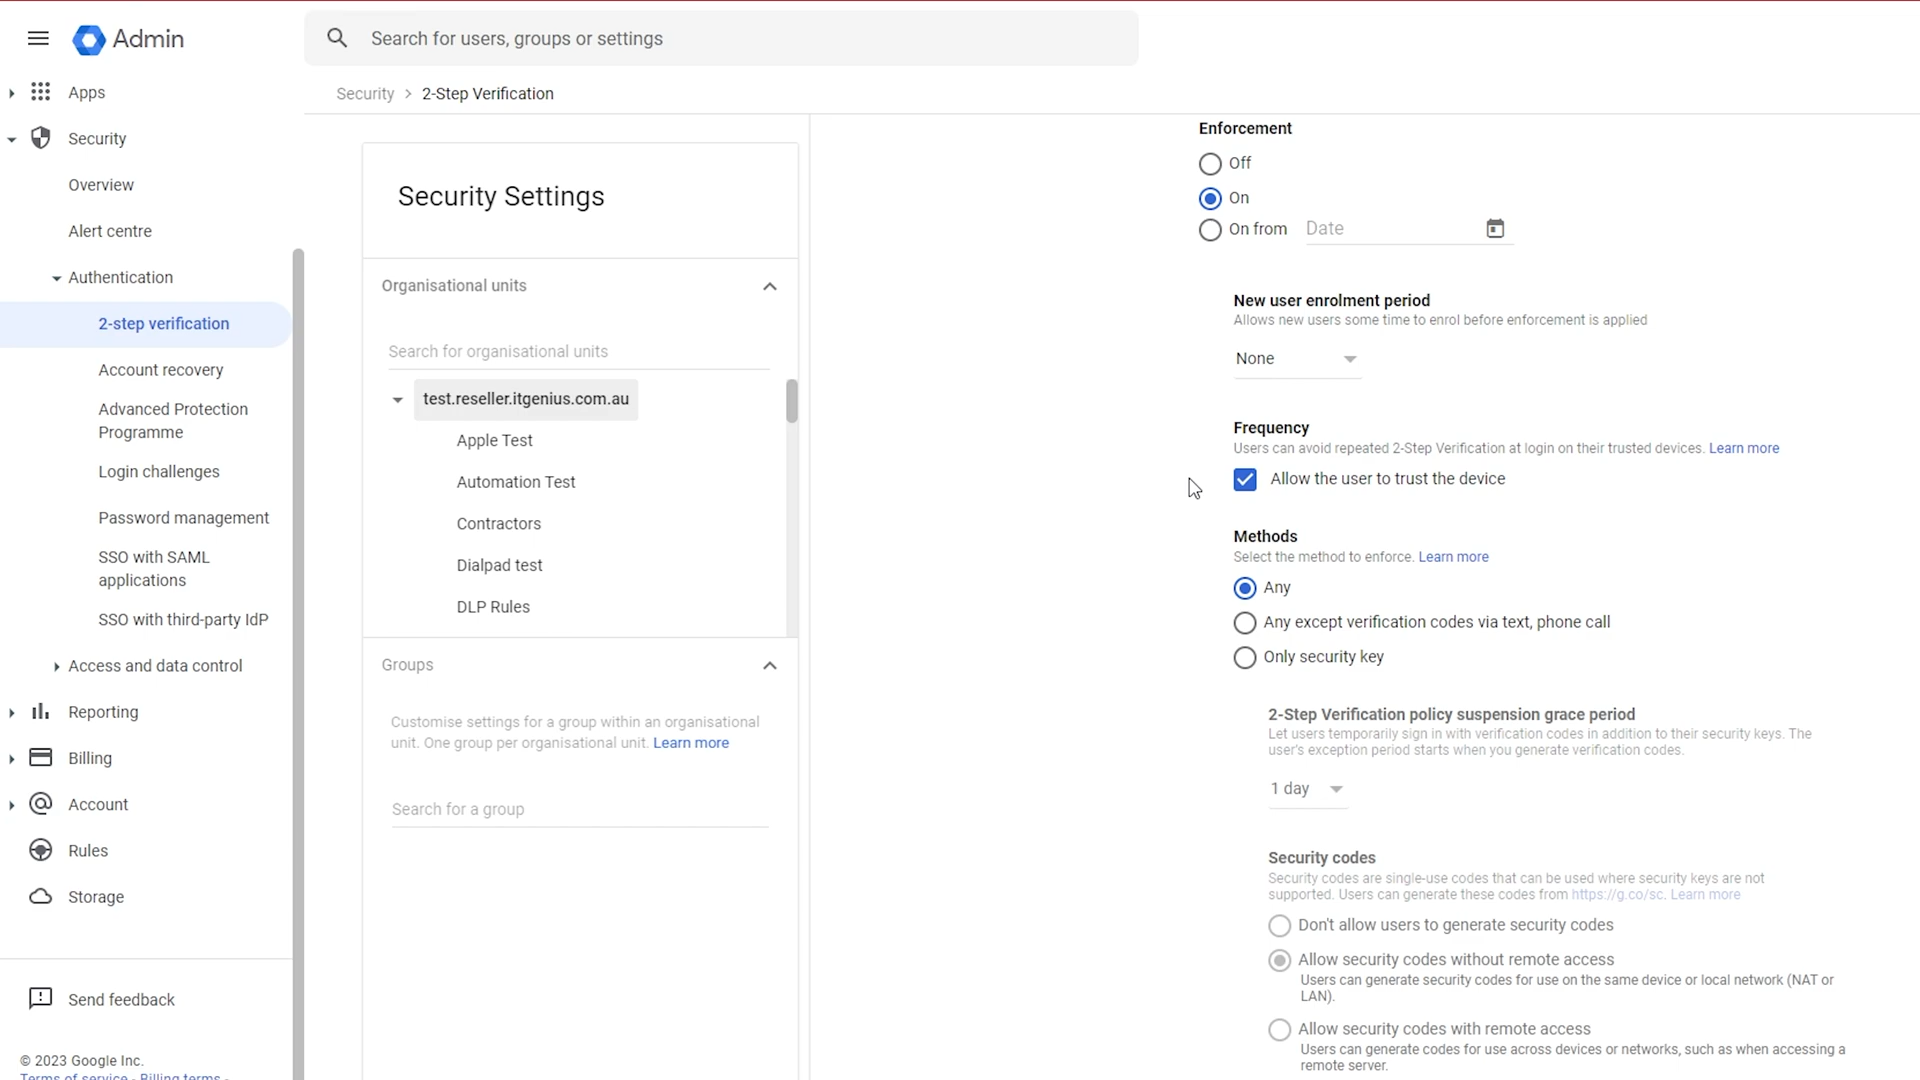 Admin
Search for users, groups or settings
Apps
Security
Overview
Alert centre
Authentication
2-step verification
Account recovery
Advanced Protection
Programme
Login challenges
Password management
SSO with SAML
applications
SSO with third-party IdP
Access and data control
Reporting
Billing
Account
Rules
Storage
Send feedback
© 2023 Google Inc.
Terms of service - Billing terms -
Security > 2-Step Verification
Security Settings
Organisational units
Search for organisational units
test.reseller.itgenius.com.au
Apple Test
Automation Test
Contractors
Dialpad test
DLP Rules
Groups
Customise settings for a group within an organisational
unit. One group per organisational unit. Learn more
Search for a group
Enforcement
Off
On
On from Date
New user enrolment period
Allows new users some time to enrol before enforcement is applied
None
Frequency
Users can avoid repeated 2-Step Verification at login on their trusted devices. Learn more
Allow the user to trust the device
Methods
Select the method to enforce. Learn more
Any
Any except verification codes via text, phone call
Only security key
2-Step Verification policy suspension grace period
Let users temporarily sign in with verification codes in addition to their security keys. The
user's exception period starts when you generate verification codes.
1 day
Security codes
Security codes are single-use codes that can be used where security keys are not
supported. Users can generate these codes from https://g.co/sc. Learn more
Don't allow users to generate security codes
Allow security codes without remote access
Users can generate security codes for use on the same device or local network (NAT or
LAN).
Allow security codes with remote access
Users can generate codes for use across devices or networks, such as when accessing a
remote server.